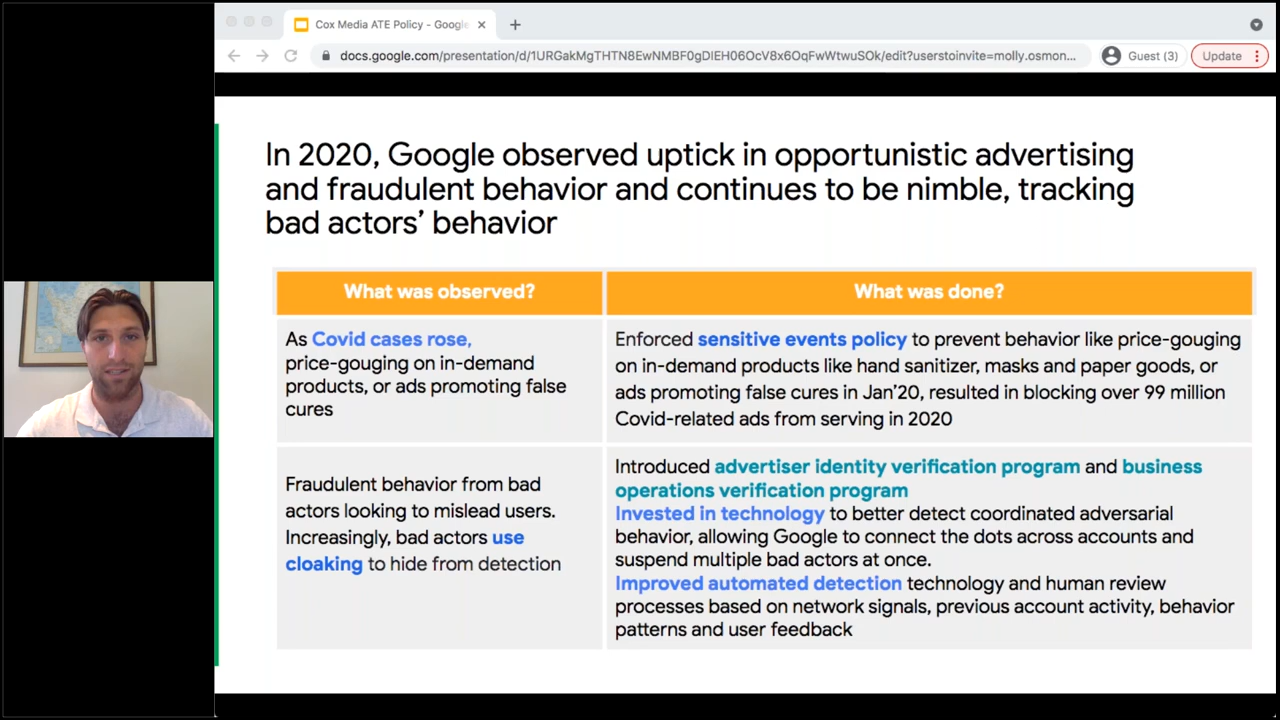 Cox Media ATE Policy - Google
docs.google.com/presentation/d/1URGakMgTHTN8EwNMBF0gDlEH06OcV8x6OqFwWtwuSOk/edit?userstoinvite=molly.osmon...
Guest (3)
Update
In 2020, Google observed uptick in opportunistic advertising
and fraudulent behavior and continues to be nimble, tracking
bad actors’ behavior
What was observed?
What was done?
As Covid cases rose,
price-gouging on in-demand
products, or ads promoting false
cures
Enforced sensitive events policy to prevent behavior like price-gouging
on in-demand products like hand sanitizer, masks and paper goods, or
ads promoting false cures in Jan’20, resulted in blocking over 99 million
Covid-related ads from serving in 2020
Fraudulent behavior from bad
actors looking to mislead users.
Increasingly, bad actors use
cloaking to hide from detection
Introduced advertiser identity verification program and business
operations verification program
Invested in technology to better detect coordinated adversarial
behavior, allowing Google to connect the dots across accounts and
suspend multiple bad actors at once.
Improved automated detection technology and human review
processes based on network signals, previous account activity, behavior
patterns and user feedback